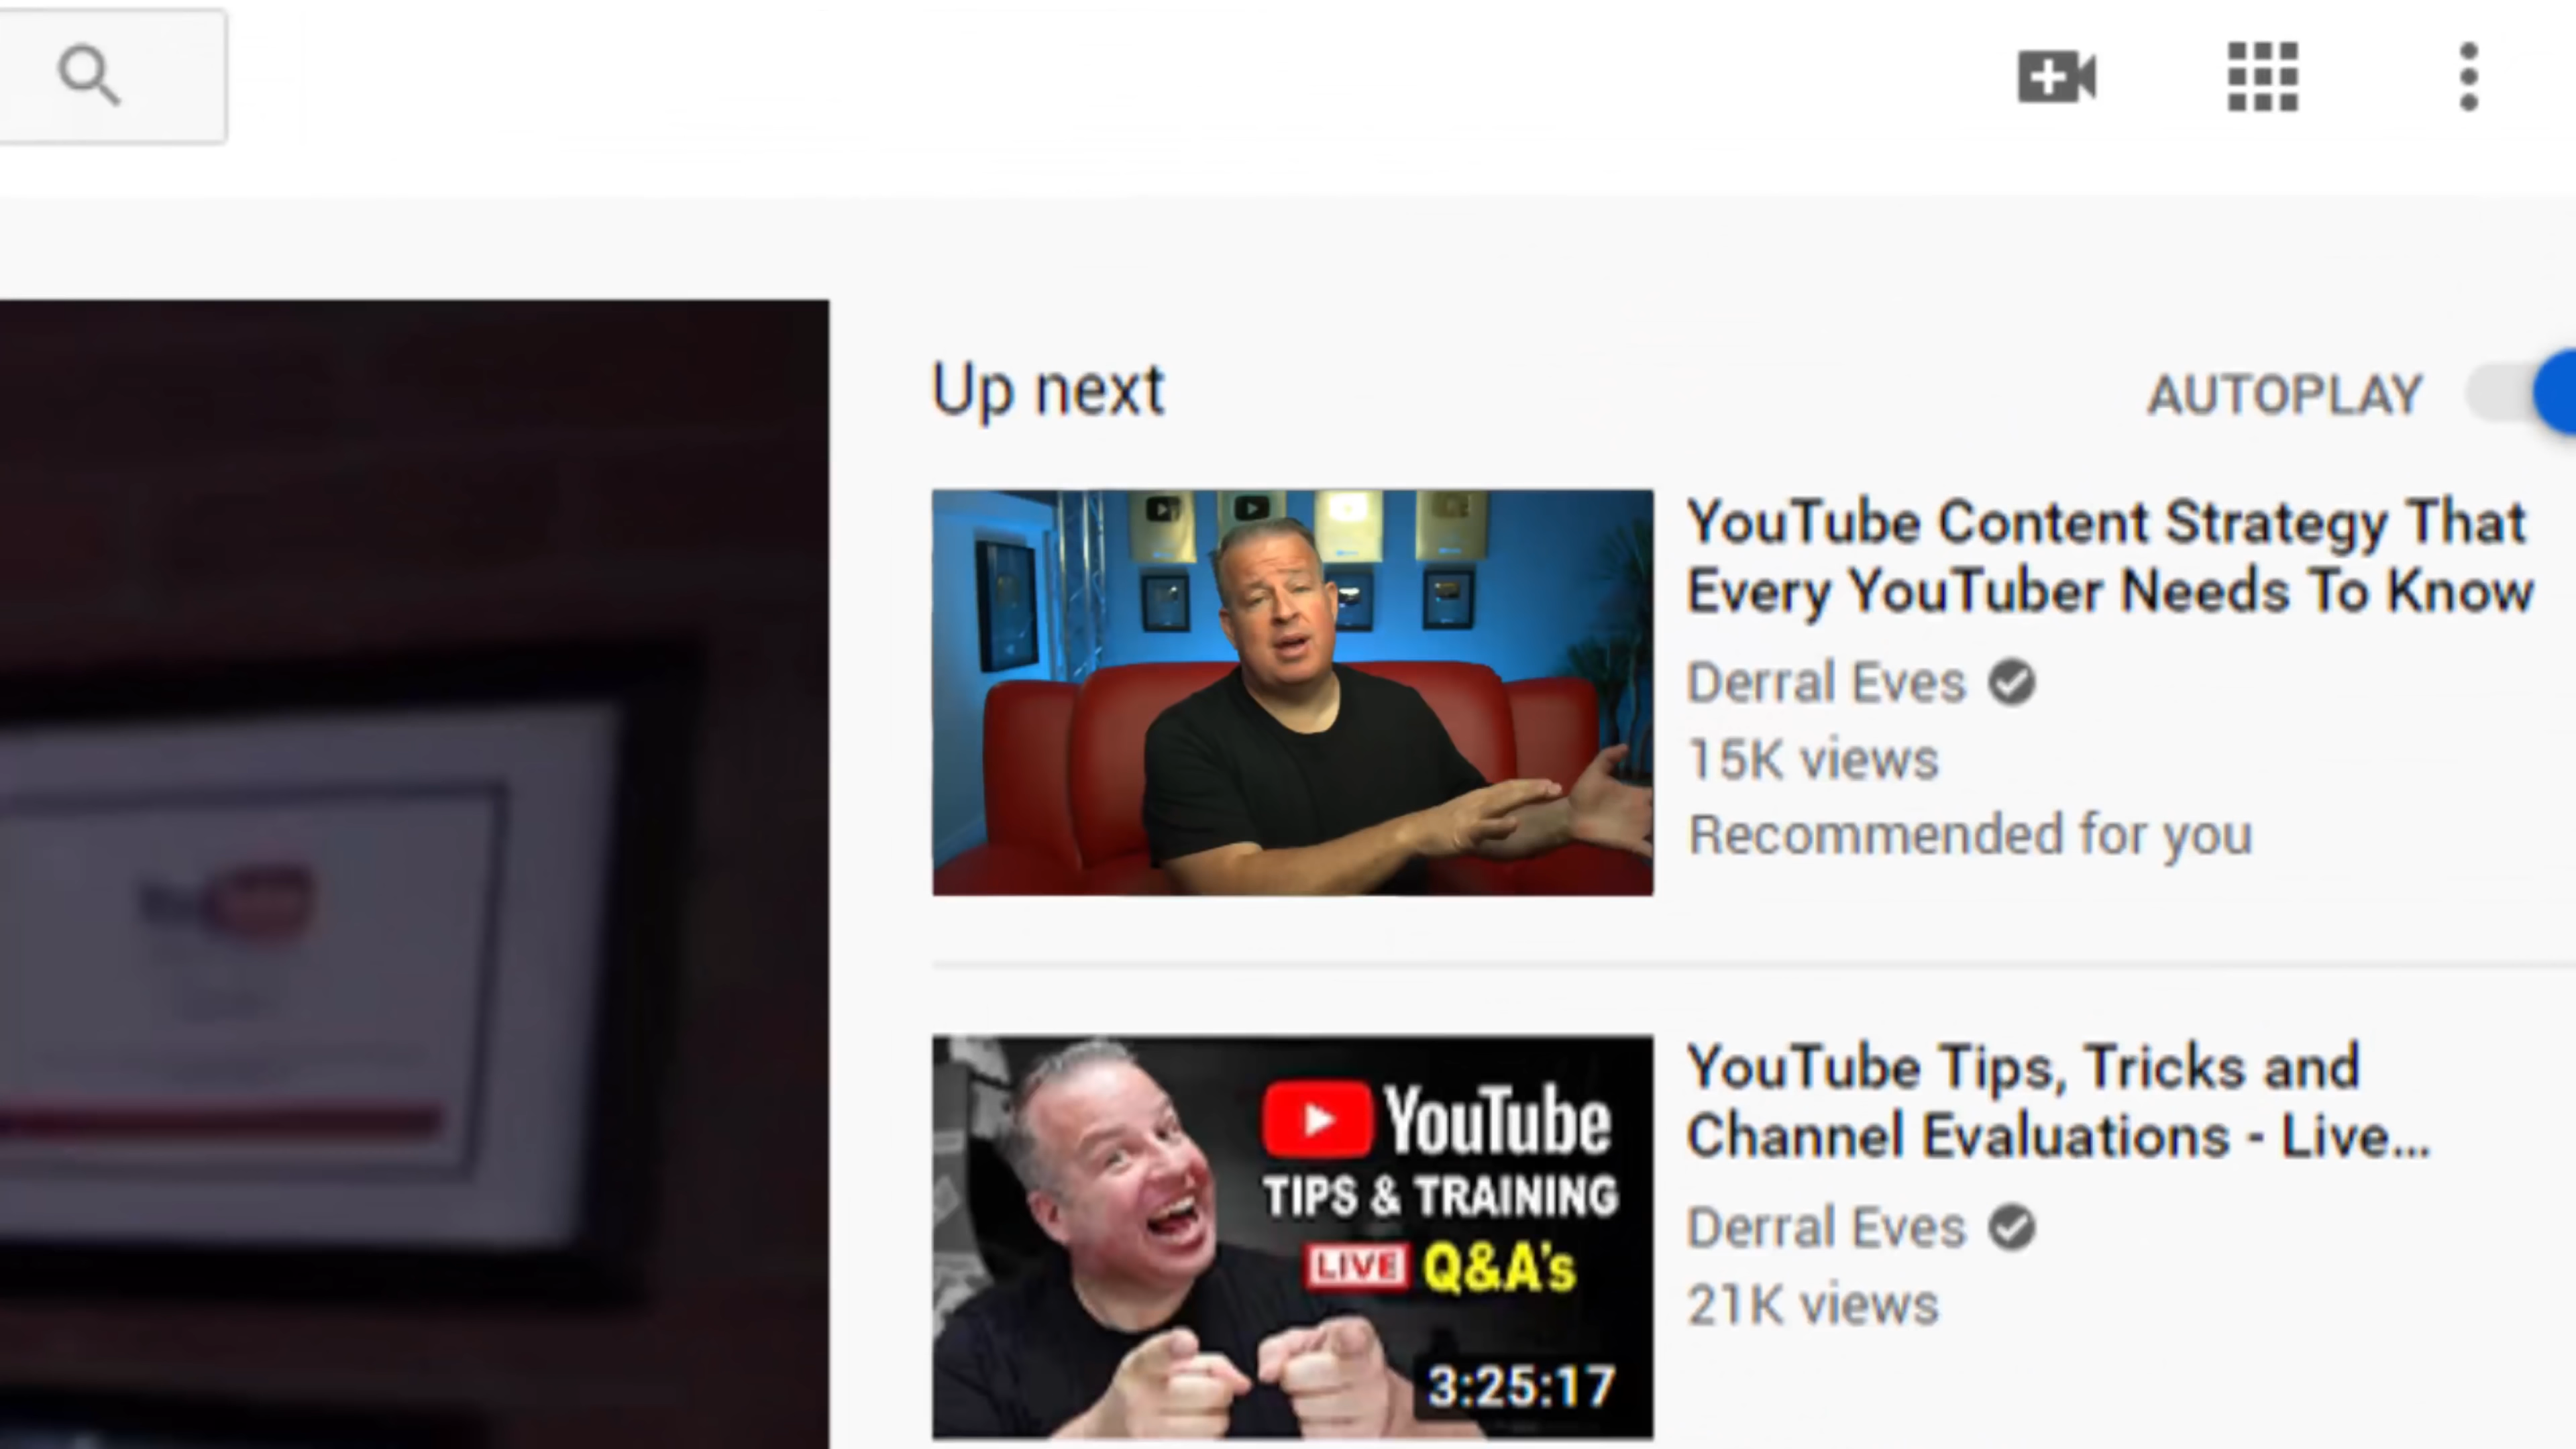 Up next
AUTOPLAY
YouTube Content Strategy That
Every YouTuber Needs To Know
Derral Eves
15K views
Recommended for you
YouTube
TIPS & TRAINING
LIVE Q&A's
3:25:17
YouTube Tips, Tricks and
Channel Evaluations - Live...
Derral Eves
21K views